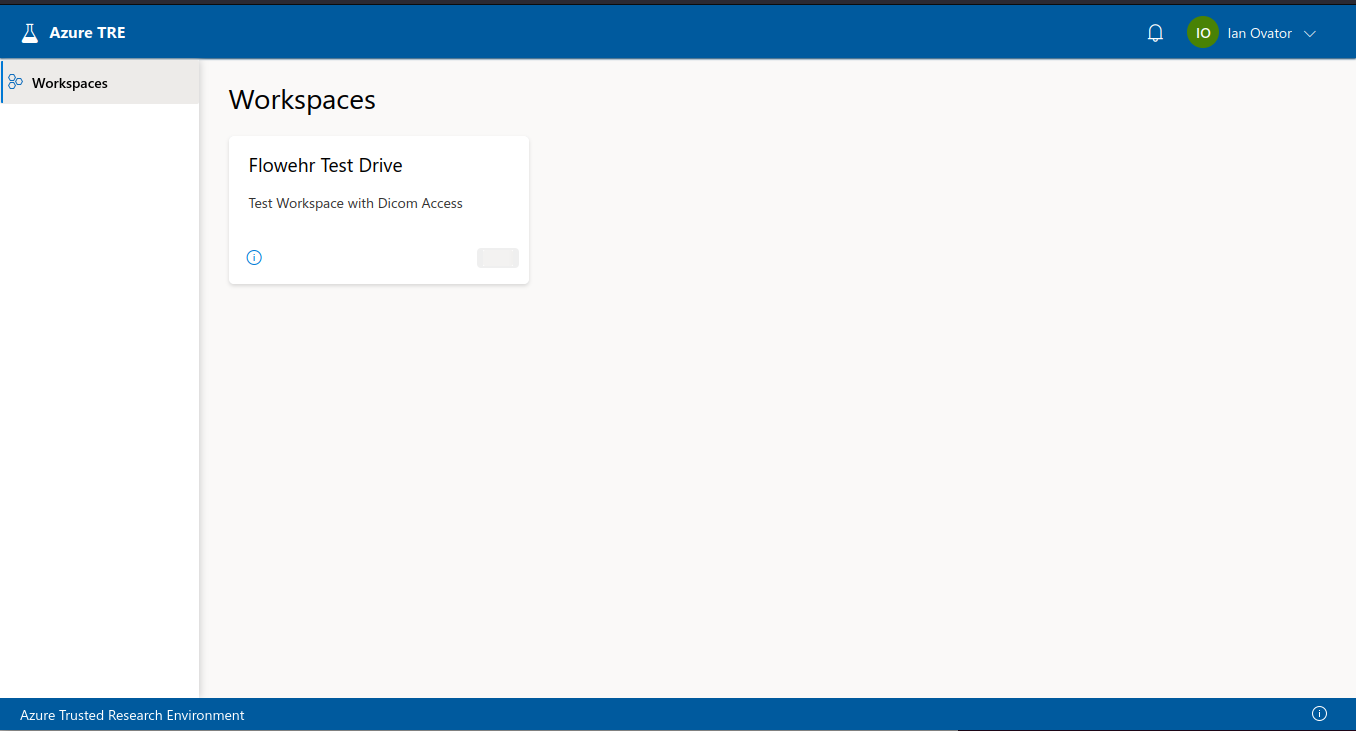 Azure TRE
IO Ian Ovator
Workspaces
Workspaces
Flowehr Test Drive
Test Workspace with Dicom Access
Azure Trusted Research Environment